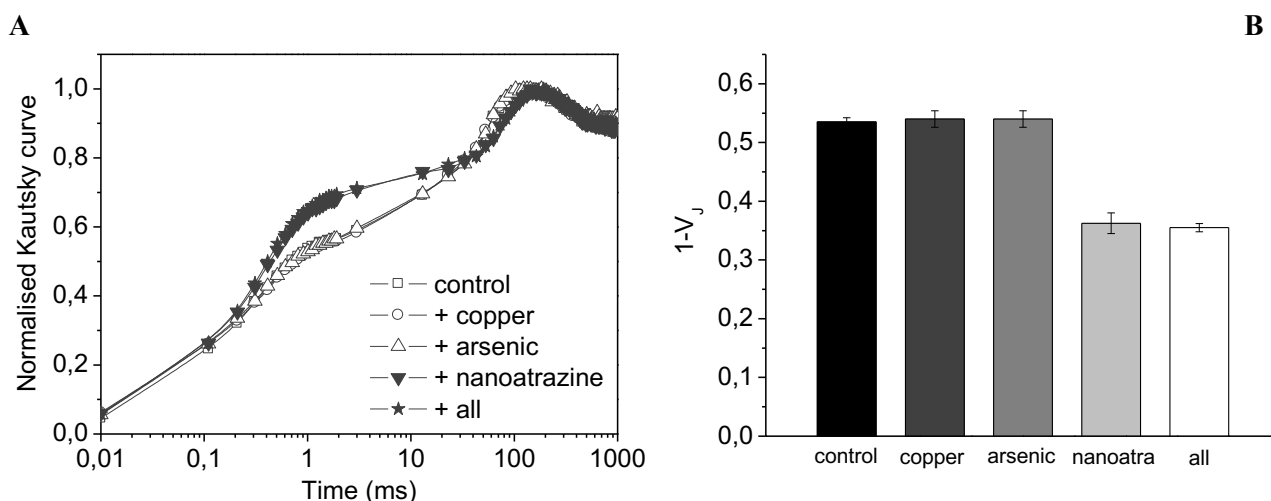 A
Normalised Kautsky curve
1,0
0,8
0,6
0,4
0,2
0,0
0,01
0,1
1
10
100
1000
Time (ms)
control
+ copper
+ arsenic
+ nanoatrazine
+ all
B
1-VJ
0,6
0,5
0,4
0,3
0,2
0,1
0,0
control
copper
arsenic
nanoatra
all